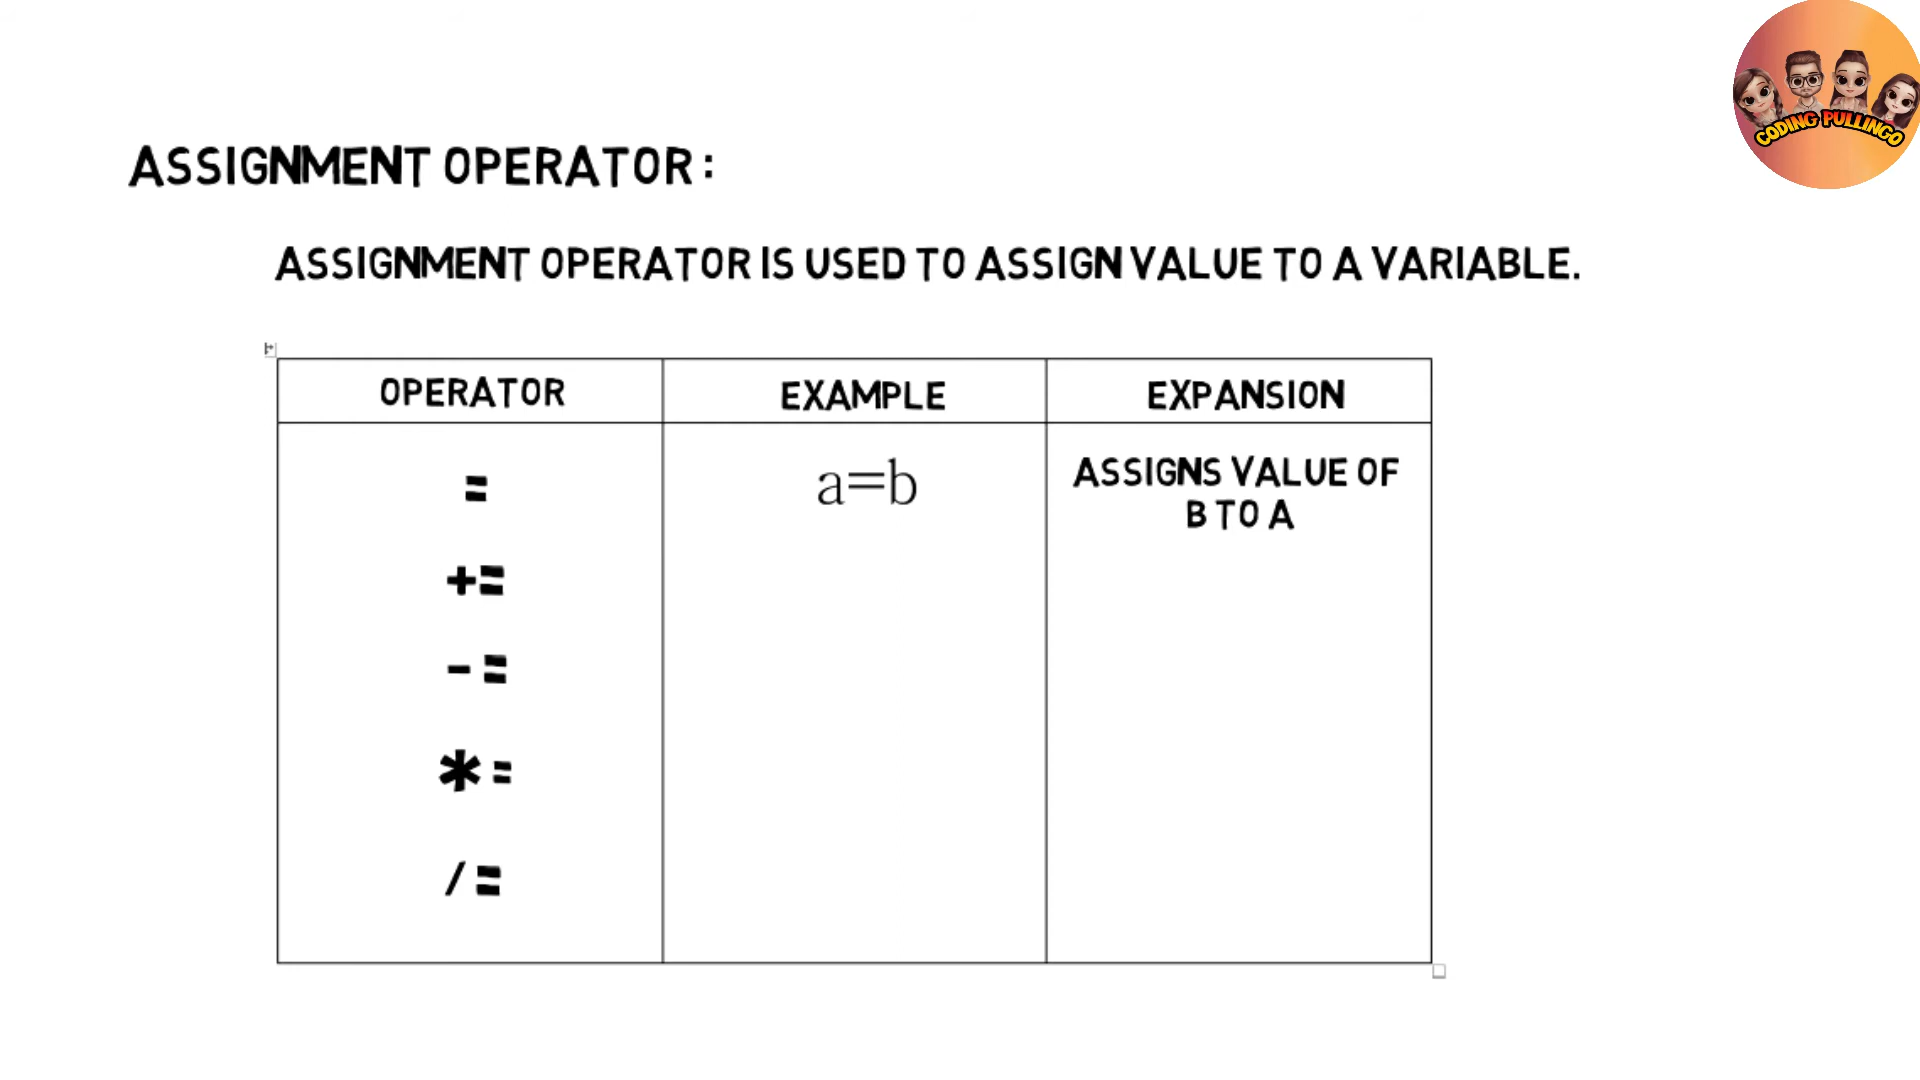 CODING PULLINGO
ASSIGNMENT OPERATOR :
ASSIGNMENT OPERATOR IS USED TO ASSIGN VALUE TO A VARIABLE.
OPERATOR EXAMPLE EXPANSION
= a=b ASSIGNS VALUE OF
B TO A
+=
- =
* =
/ =